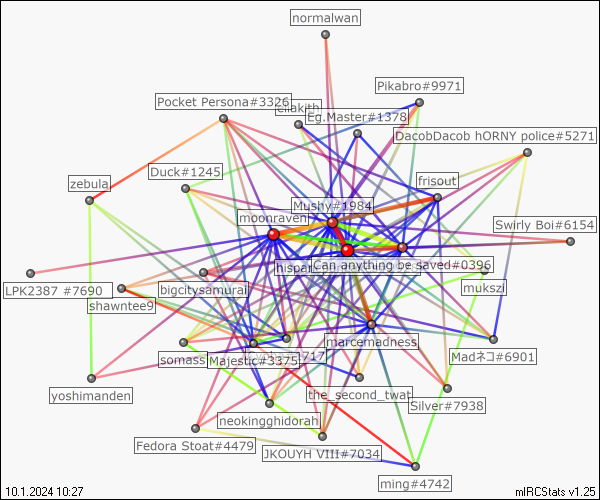 normalwan
Pikabro#9971
Pocket Persona#3326
cliakith
Eg.Master#1378
DacobDacob hORNY police#5271
Duck#1245
frisout
zebula
Mushy#1984
moonraven
Swirly Boi#6154
hispar
Can anything be saved#0396
LPK2387 #7690
shawntee9
bigcitysamurai
mukszi
marcemadness
somass
Majestic#3375
717
Madネコ#6901
yoshimanden
the_second_twat
Silver#7938
neokingghidorah
Fedora Stoat#4479
JKOUYH VIII#7034
ming#4742
10.1.2024 10:27
mIRCStats v1.25